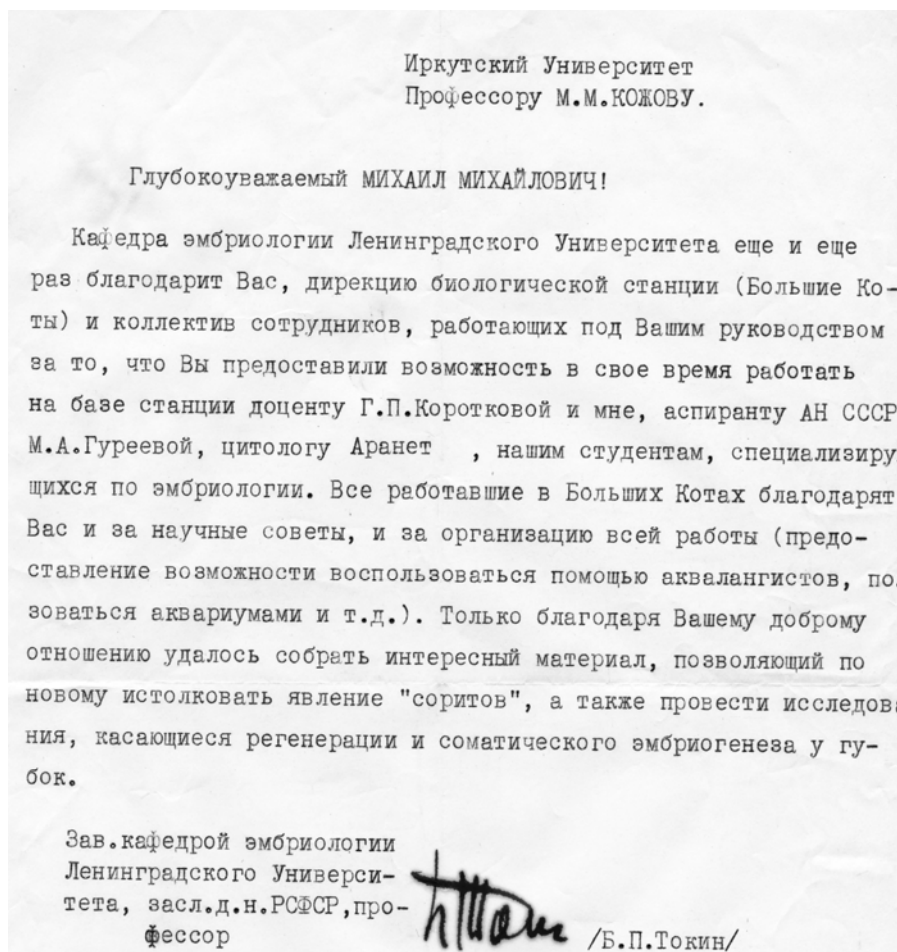 Иркутский Университет
Профессору М.М.КОЖОВУ.
Глубокоуважаемый МИХАИЛ МИХАЙЛОВИЧ!
Кафедра эмбриологии Ленинградского Университета еще и еще
раз благодарит Вас, дирекцию биологической станции (Большие Ко-
ты) и коллектив сотрудников, работающих под Вашим руководством
за то, что Вы предоставили возможность в свое время работать
на базе станции доценту Г.П.Коротковой и мне, аспиранту АН СССР
М.А.Гуреевой, цитологу Аранет , нашим студентам, специализиру
щихся по эмбриологии. Все работавшие в Больших Котах благодарят
Вас и за научные советы, и за организацию всей работы (предо-
ставление возможности воспользоваться помощью аквалангистов, пол
зоваться аквариумами и т.д.). Только благодаря Вашему доброму
отношению удалось собрать интересный материал, позволяющий по
новому истолковать явление "соритов", а также провести исследова
ния, касающиеся регенерации и соматического эмбриогенеза у гу-
бок.
Зав.кафедрой эмбриологии
Ленинградского Универси-
тета, засл.д.н.РСФСР,про-
фессор /Б.П.Токин/